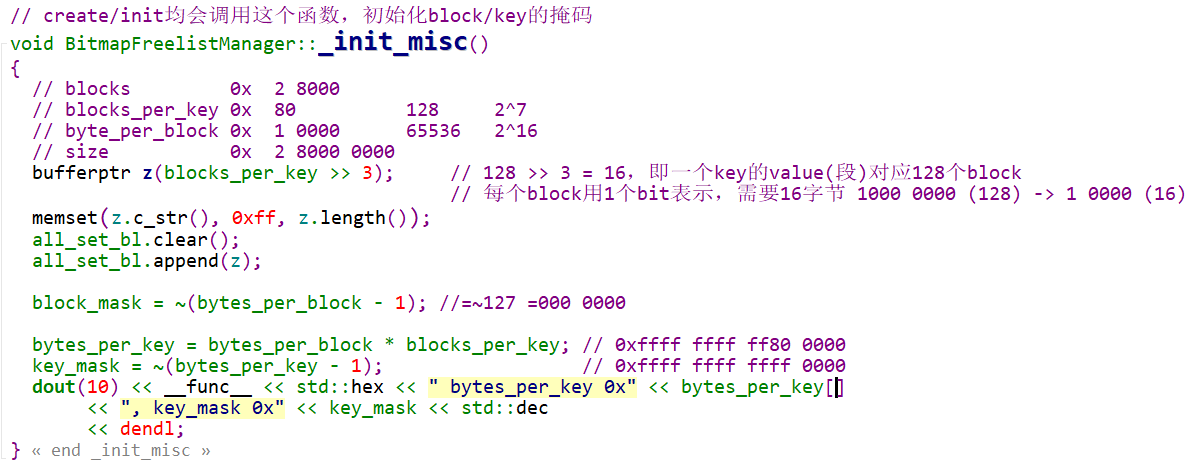 // create/init均会调用这个函数，初始化block/key的掩码
void BitmapFreelistManager::_init_misc()
{
  // blocks         0x  2 8000
  // blocks_per_key 0x  80          128     2^7
  // byte_per_block 0x  1 0000      65536   2^16
  // size           0x  2 8000 0000
  bufferptr z(blocks_per_key >> 3);     // 128 >> 3 = 16，即一个key的value(段)对应128个block
                                        // 每个block用1个bit表示，需要16字节 1000 0000 (128) -> 1 0000 (16)
  memset(z.c_str(), 0xff, z.length());
  all_set_bl.clear();
  all_set_bl.append(z);
  block_mask = ~(bytes_per_block - 1); //=~127 =000 0000
  bytes_per_key = bytes_per_block * blocks_per_key; // 0xffff ffff ff80 0000
  key_mask = ~(bytes_per_key - 1);                  // 0xffff ffff ffff 0000
  dout(10) << __func__ << std::hex << " bytes_per_key 0x" << bytes_per_key[]
       << ", key_mask 0x" << key_mask << std::dec
       << dendl;
} « end _init_misc »